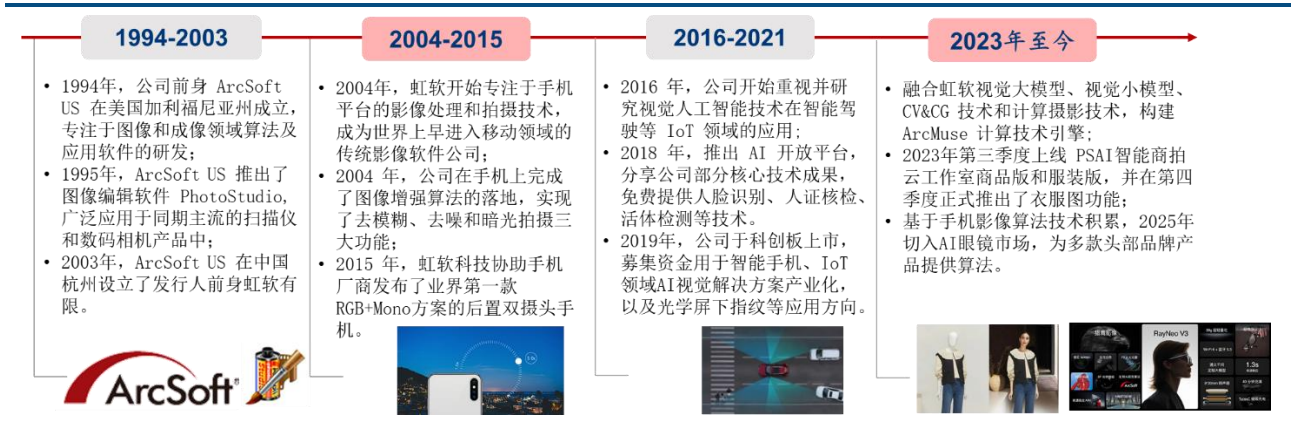 1994-2003
• 1994年，公司前身 ArcSoft
US 在美国加利福尼亚州成立，
专注于图像和成像领域算法及
应用软件的研发；
• 1995年，ArcSoft US 推出了
图像编辑软件 PhotoStudio,
广泛应用于同期主流的扫描仪
和数码相机产品中；
• 2003年，ArcSoft US 在中国
杭州设立了发行人前身虹软有
限。
ArcSoft®
2004-2015
• 2004年，虹软开始专注于手机
平台的影像处理和拍摄技术，
成为世界上早进入移动领域的
传统影像软件公司；
• 2004 年，公司在手机上完成
了图像增强算法的落地，实现
了去模糊、去噪和暗光拍摄三
大功能；
• 2015 年，虹软科技协助手机
厂商发布了业界第一款
RGB+Mono方案的后置双摄头手
机。
2016-2021
• 2016 年，公司开始重视并研
究视觉人工智能技术在智能驾
驶等 IoT 领域的应用；
• 2018 年，推出 AI 开放平台，
分享公司部分核心技术成果，
免费提供人脸识别、人证核检、
活体检测等技术。
• 2019年，公司于科创板上市，
募集资金用于智能手机、IoT
领域AI视觉解决方案产业化，
以及光学屏下指纹等应用方向。
2023年至今
• 融合虹软视觉大模型、视觉小模型、
CV&CG 技术和计算摄影技术，构建
ArcMuse 计算技术引擎；
• 2023年第三季度上线 PSAI智能商拍
云工作室商品版和服装版，并在第四
季度正式推出了衣服图功能；
• 基于手机影像算法技术积累，2025年
切入AI眼镜市场，为多款头部品牌产
品提供算法。
RayNeo V3
ArcSoft
1.3s